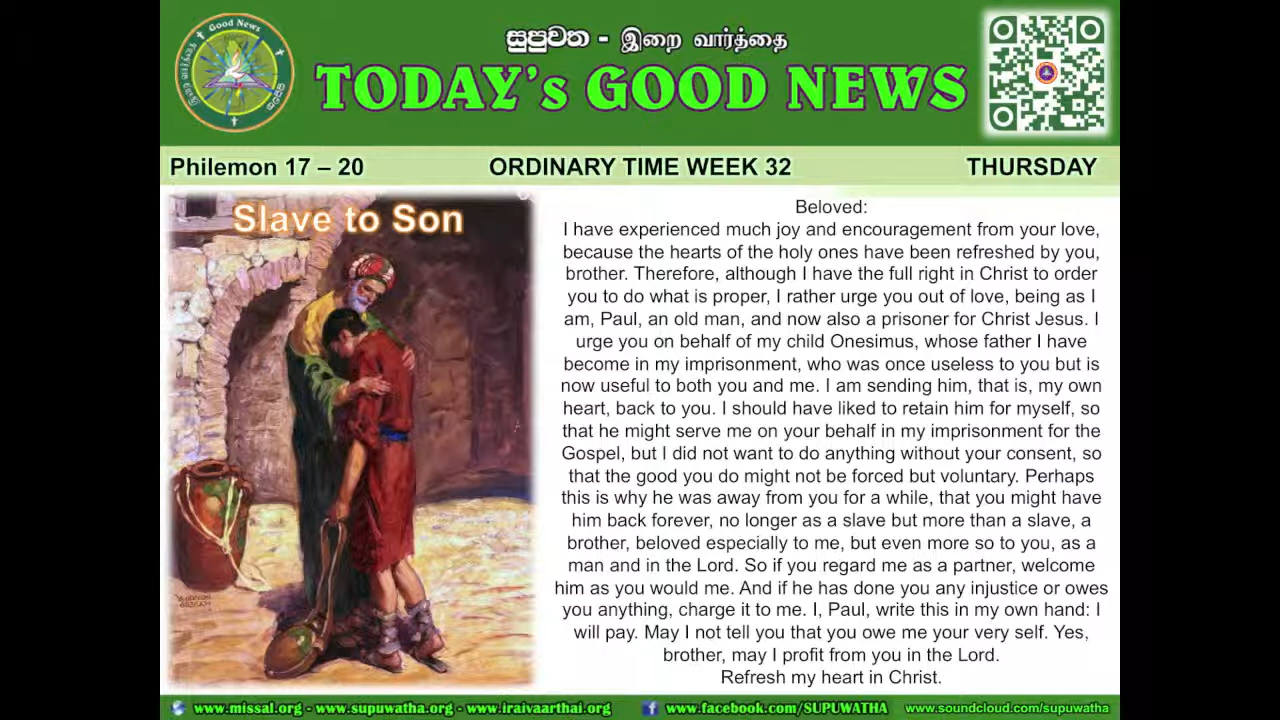 සුපුවත - இறை வார்த்தை
Good News
TODAY's GOOD NEWS
Philemon 17 – 20
ORDINARY TIME WEEK 32
THURSDAY
Slave to Son
Beloved:
I have experienced much joy and encouragement from your love,
because the hearts of the holy ones have been refreshed by you,
brother. Therefore, although I have the full right in Christ to order
you to do what is proper, I rather urge you out of love, being as I
am, Paul, an old man, and now also a prisoner for Christ Jesus. I
urge you on behalf of my child Onesimus, whose father I have
become in my imprisonment, who was once useless to you but is
now useful to both you and me. I am sending him, that is, my own
heart, back to you. I should have liked to retain him for myself, so
that he might serve me on your behalf in my imprisonment for the
Gospel, but I did not want to do anything without your consent, so
that the good you do might not be forced but voluntary. Perhaps
this is why he was away from you for a while, that you might have
him back forever, no longer as a slave but more than a slave, a
brother, beloved especially to me, but even more so to you, as a
man and in the Lord. So if you regard me as a partner, welcome
him as you would me. And if he has done you any injustice or owes
you anything, charge it to me. I, Paul, write this in my own hand: I
will pay. May I not tell you that you owe me your very self. Yes,
brother, may I profit from you in the Lord.
Refresh my heart in Christ.
www.missal.org - www.supuwatha.org - www.iraivaarthai.org
www.facebook.com/SUPUWATHA
www.soundcloud.com/supuwatha